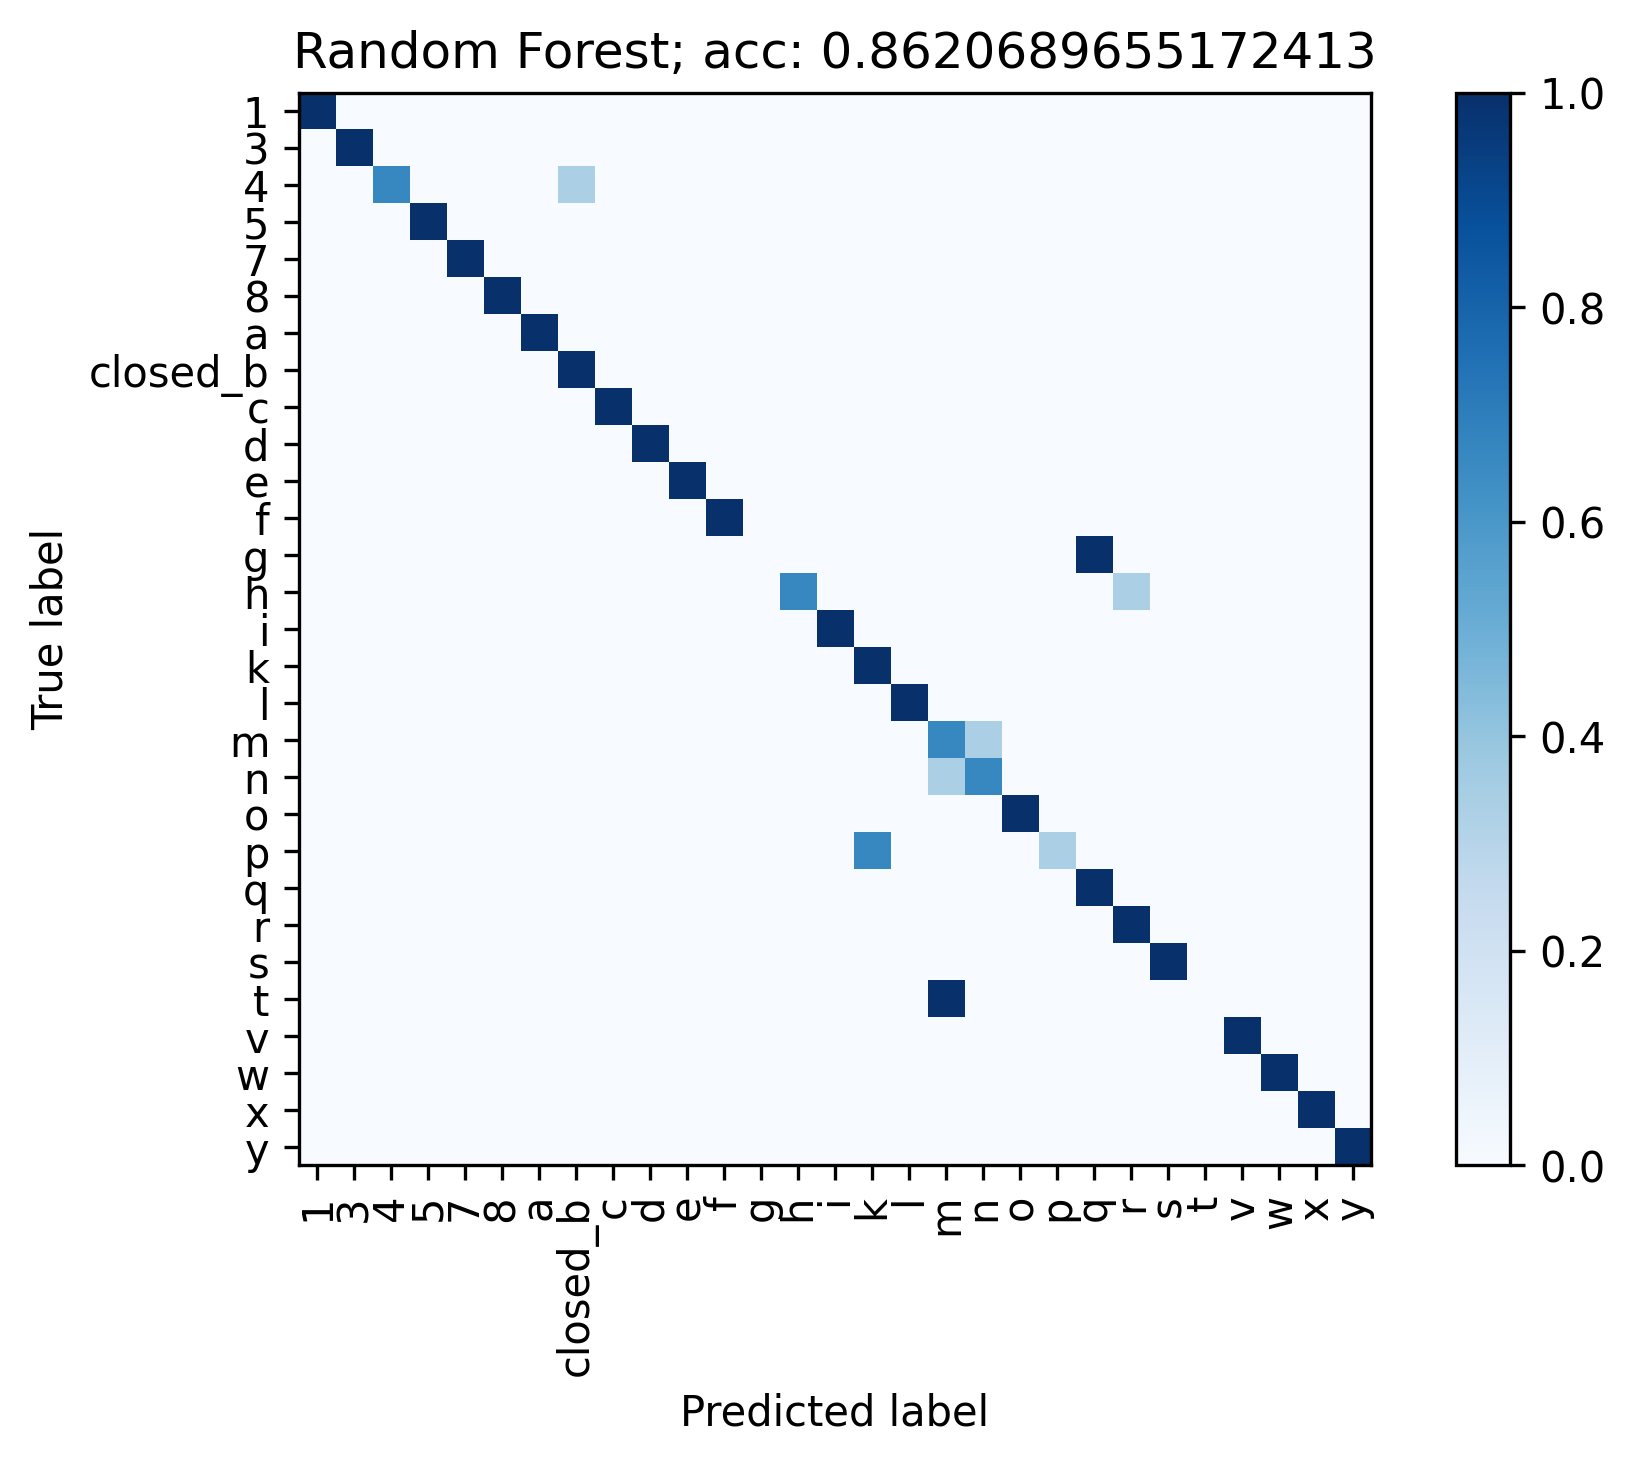 Random Forest; acc: 0.8620689655172413
True label
1
3
4
5
7
8
a
closed_b
c
d
e
f
g
h
i
k
l
m
n
o
p
q
r
s
t
v
w
x
y
1 3 4 5 7 8 a closed_b c d e f g h i k l m n o p q r s t v w x y
Predicted label
1.0
0.8
0.6
0.4
0.2
0.0